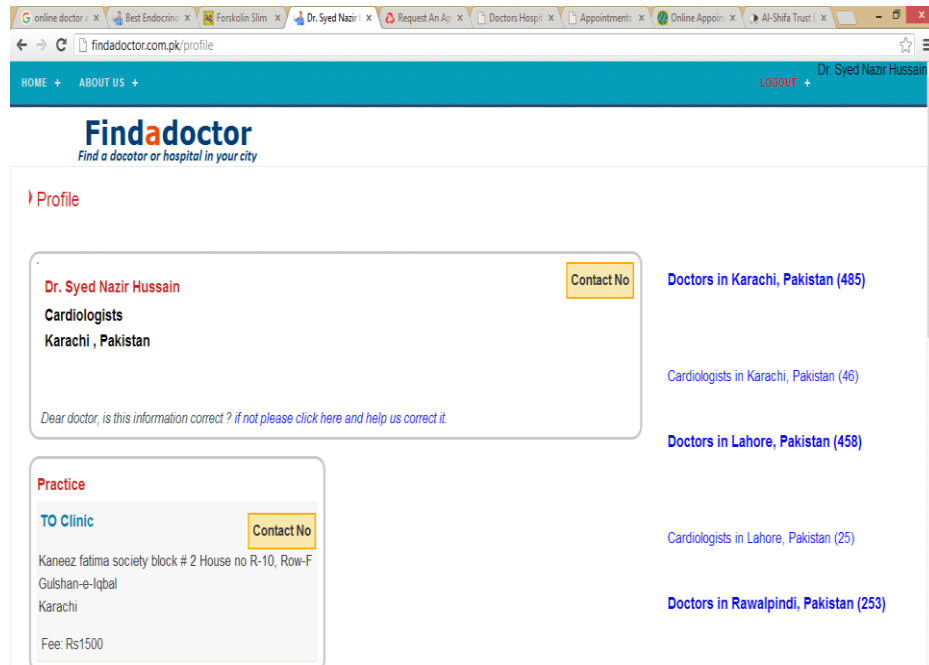 online doctor a
Best Endocrino
Forskolin Slim
Dr. Syed Nazir
Request An Ap
Doctors Hospit
Appointments
Online Appoin
Al-Shifa Trust
findadoctor.com.pk/profile
HOME + ABOUT US +
LOGOUT +
Dr. Syed Nazir Hussain
Findadoctor
Find a docotor or hospital in your city
Profile
Dr. Syed Nazir Hussain
Contact No
Cardiologists
Karachi , Pakistan
Dear doctor, is this information correct ? if not please click here and help us correct it.
Practice
TO Clinic
Contact No
Kaneez fatima society block # 2 House no R-10, Row-F
Gulshan-e-Iqbal
Karachi
Fee: Rs1500
Doctors in Karachi, Pakistan (485)
Cardiologists in Karachi, Pakistan (46)
Doctors in Lahore, Pakistan (458)
Cardiologists in Lahore, Pakistan (25)
Doctors in Rawalpindi, Pakistan (253)